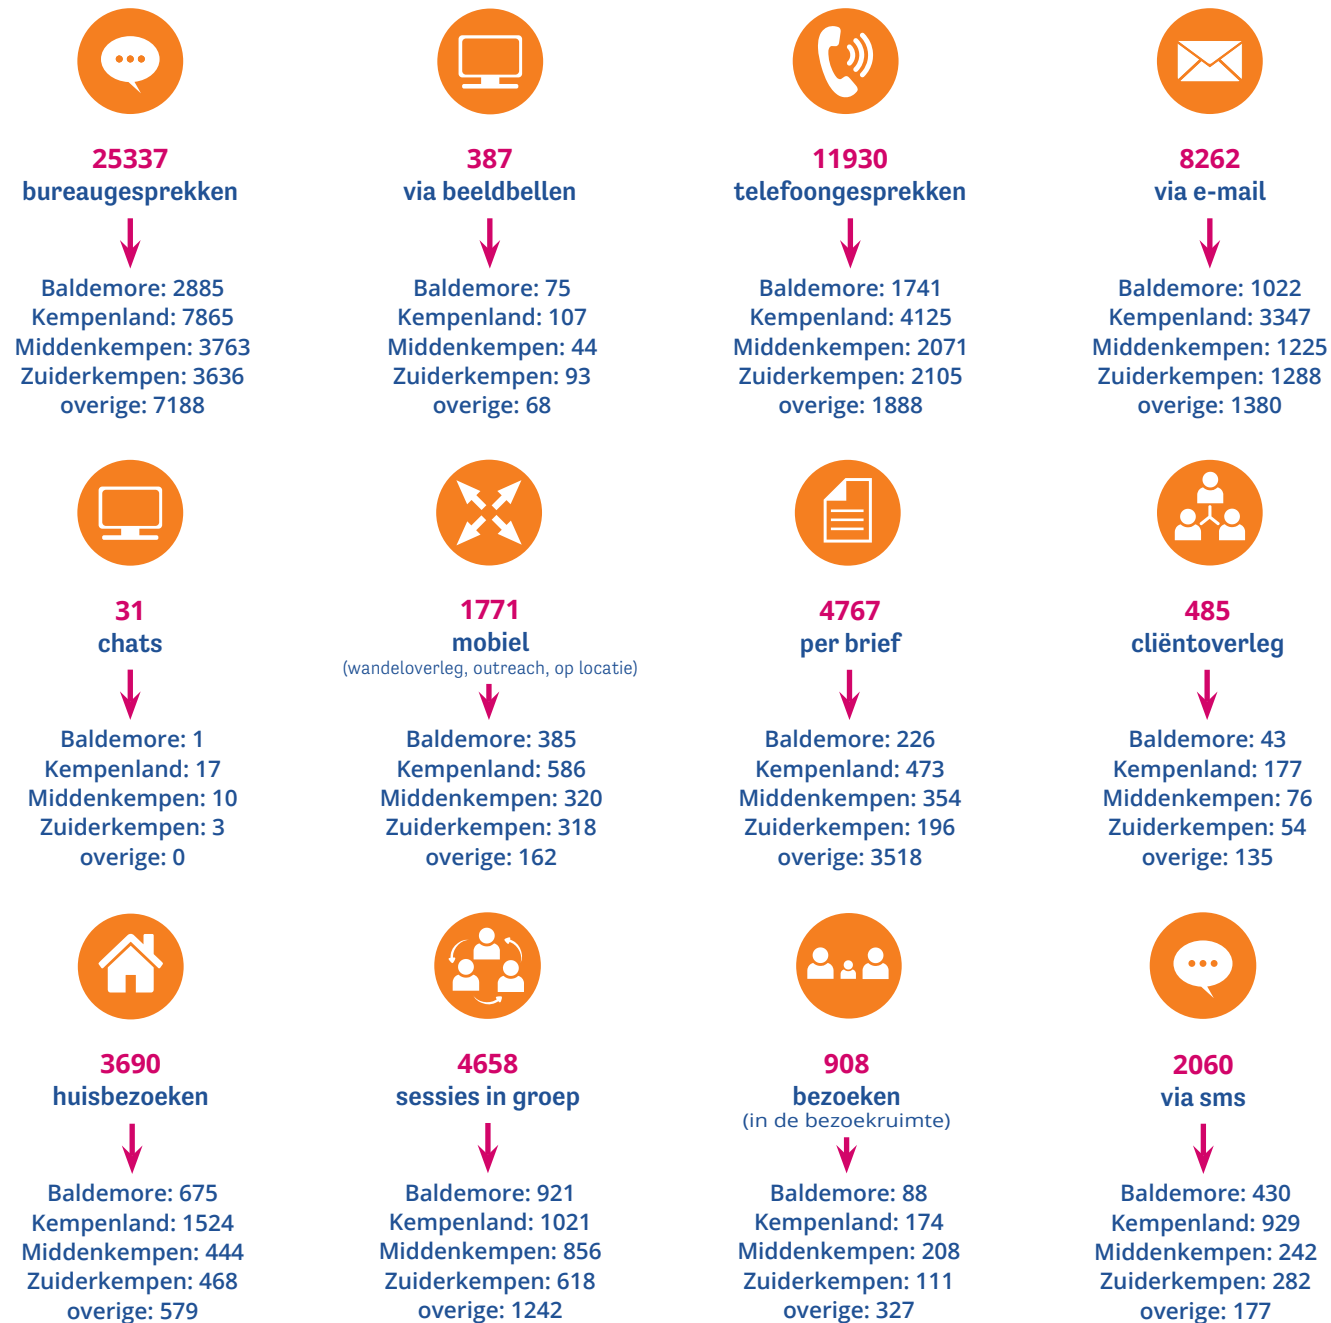 25337
bureaugesprekken
Baldemore: 2885
Kempenland: 7865
Middenkempen: 3763
Zuiderkempen: 3636
overige: 7188
387
via beeldbellen
Baldemore: 75
Kempenland: 107
Middenkempen: 44
Zuiderkempen: 93
overige: 68
11930
telefoongesprekken
Baldemore: 1741
Kempenland: 4125
Middenkempen: 2071
Zuiderkempen: 2105
overige: 1888
8262
via e-mail
Baldemore: 1022
Kempenland: 3347
Middenkempen: 1225
Zuiderkempen: 1288
overige: 1380
31
chats
Baldemore: 1
Kempenland: 17
Middenkempen: 10
Zuiderkempen: 3
overige: 0
1771
mobiel
(wandeloverleg, outreach, op locatie)
Baldemore: 385
Kempenland: 586
Middenkempen: 320
Zuiderkempen: 318
overige: 162
4767
per brief
Baldemore: 226
Kempenland: 473
Middenkempen: 354
Zuiderkempen: 196
overige: 3518
485
cliëntoverleg
Baldemore: 43
Kempenland: 177
Middenkempen: 76
Zuiderkempen: 54
overige: 135
3690
huisbezoeken
Baldemore: 675
Kempenland: 1524
Middenkempen: 444
Zuiderkempen: 468
overige: 579
4658
sessies in groep
Baldemore: 921
Kempenland: 1021
Middenkempen: 856
Zuiderkempen: 618
overige: 1242
908
bezoeken
(in de bezoekruimte)
Baldemore: 88
Kempenland: 174
Middenkempen: 208
Zuiderkempen: 111
overige: 327
2060
via sms
Baldemore: 430
Kempenland: 929
Middenkempen: 242
Zuiderkempen: 282
overige: 177